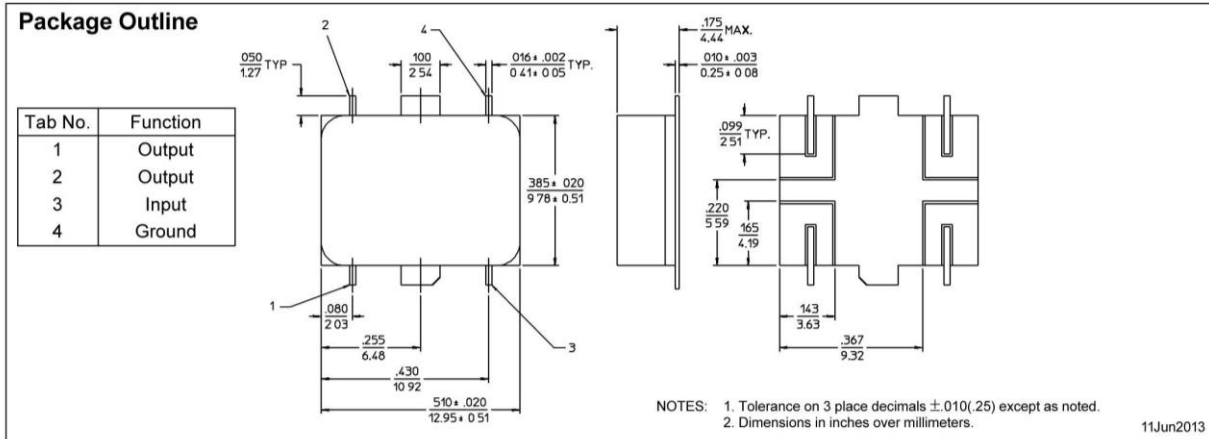 Package Outline
2
4
.050
1.27
TYP
.100
2.54
.016± .002
0.41± 0.05
TYP.
.175
4.44
MAX.
.010± .003
0.25± 0.08
Tab No. Function
1 Output
2 Output
3 Input
4 Ground
.385± .020
9.78± 0.51
.099
2.51
TYP.
.220
5.59
.165
4.19
1
.080
2.03
.255
6.48
3
.430
10.92
.510± .020
12.95± 0.51
.143
3.63
.367
9.32
NOTES: 1. Tolerance on 3 place decimals ±.010(.25) except as noted.
2. Dimensions in inches over millimeters.
11Jun2013